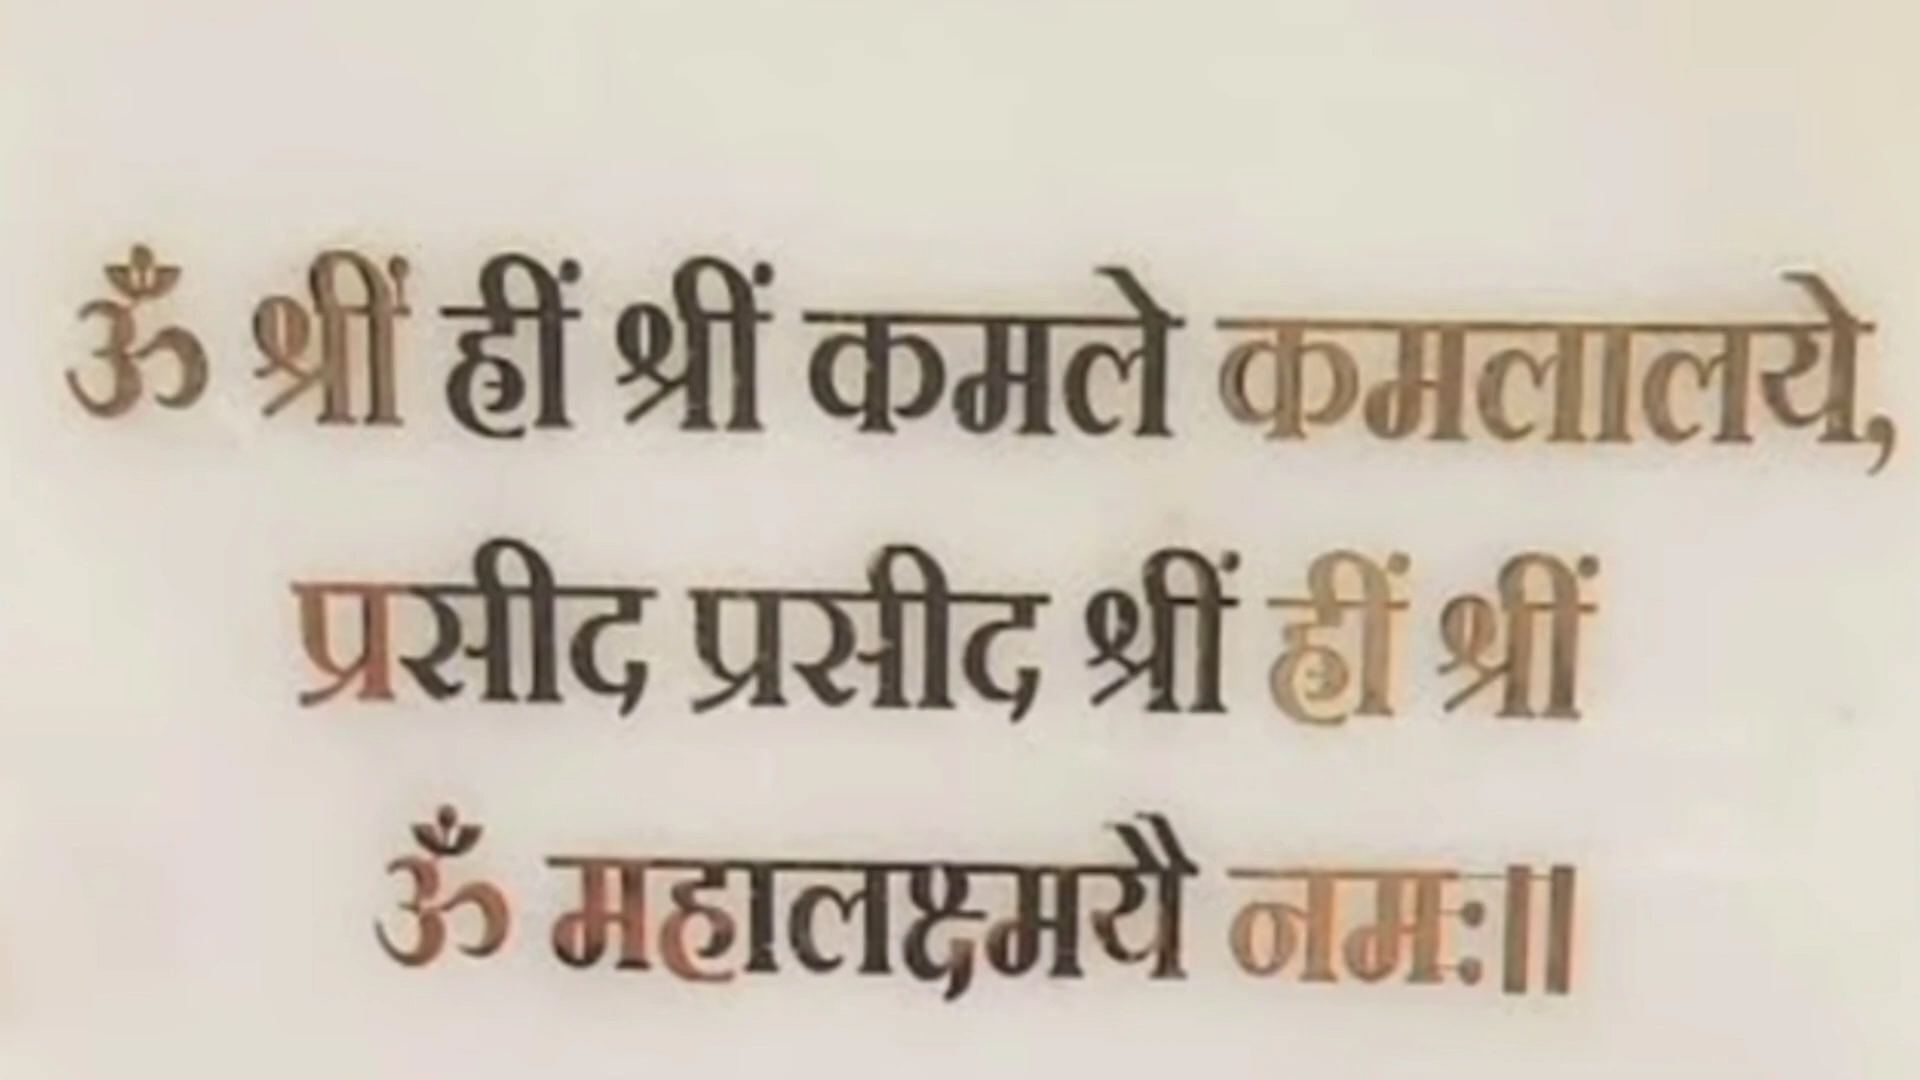 ॐ श्रीं हीं श्रीं कमले कमलालये,
प्रसीद प्रसीद श्रीं हीं श्रीं
ॐ महालक्ष्मयै नमः॥